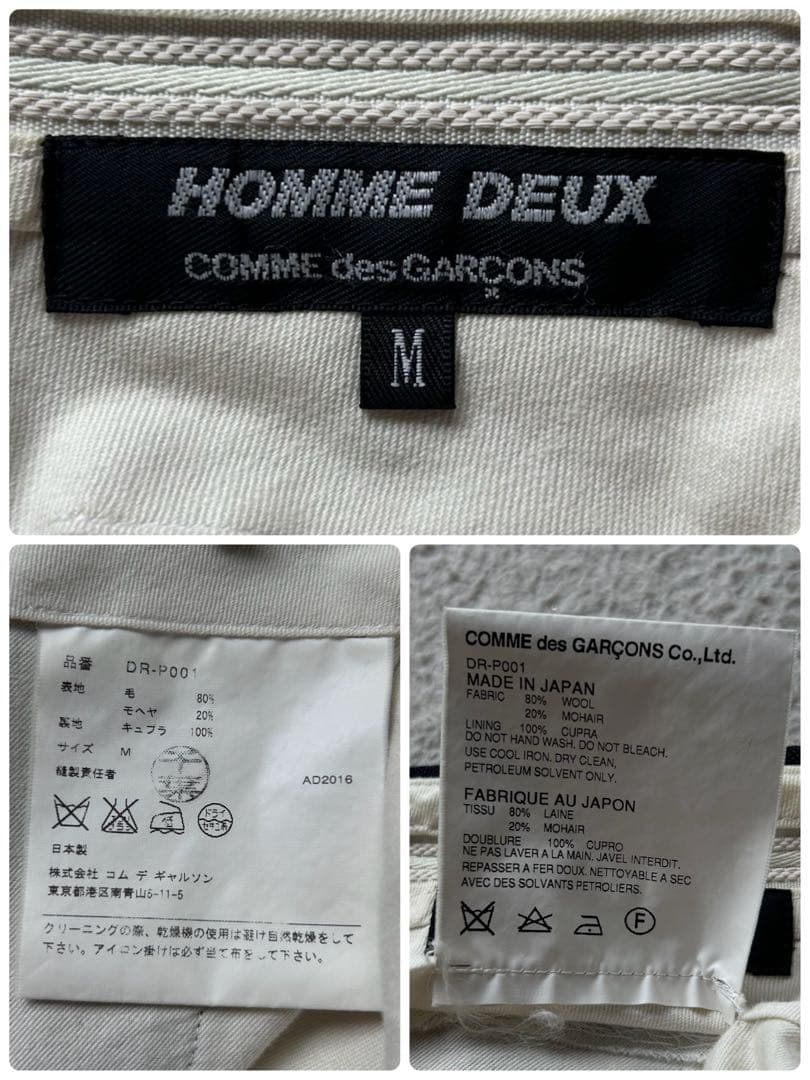 HOMME DEUX
COMME des GARÇONS
M
品番 DR-P001
表地 毛 80%
モヘヤ 20%
裏地 キュプラ 100%
サイズ M
縫製責任者
AD2016
ドライ
セキユ系
日本製
株式会社 コム デ ギャルソン
東京都港区南青山5-11-5
クリーニングの際、乾燥機の使用は避け自然乾燥をして
下さい。アイロン掛けは必ず当て布をして下さい。
COMME des GARÇONS Co.,Ltd.
DR-P001
MADE IN JAPAN
FABRIC 80% WOOL
20% MOHAIR
LINING 100% CUPRA
DO NOT HAND WASH. DO NOT BLEACH.
USE COOL IRON. DRY CLEAN,
PETROLEUM SOLVENT ONLY.
FABRIQUE AU JAPON
TISSU 80% LAINE
20% MOHAIR
DOUBLURE 100% CUPRO
NE PAS LAVER A LA MAIN. JAVEL INTERDIT.
REPASSER A FER DOUX. NETTOYABLE A SEC
AVEC DES SOLVANTS PETROLIERS.
F